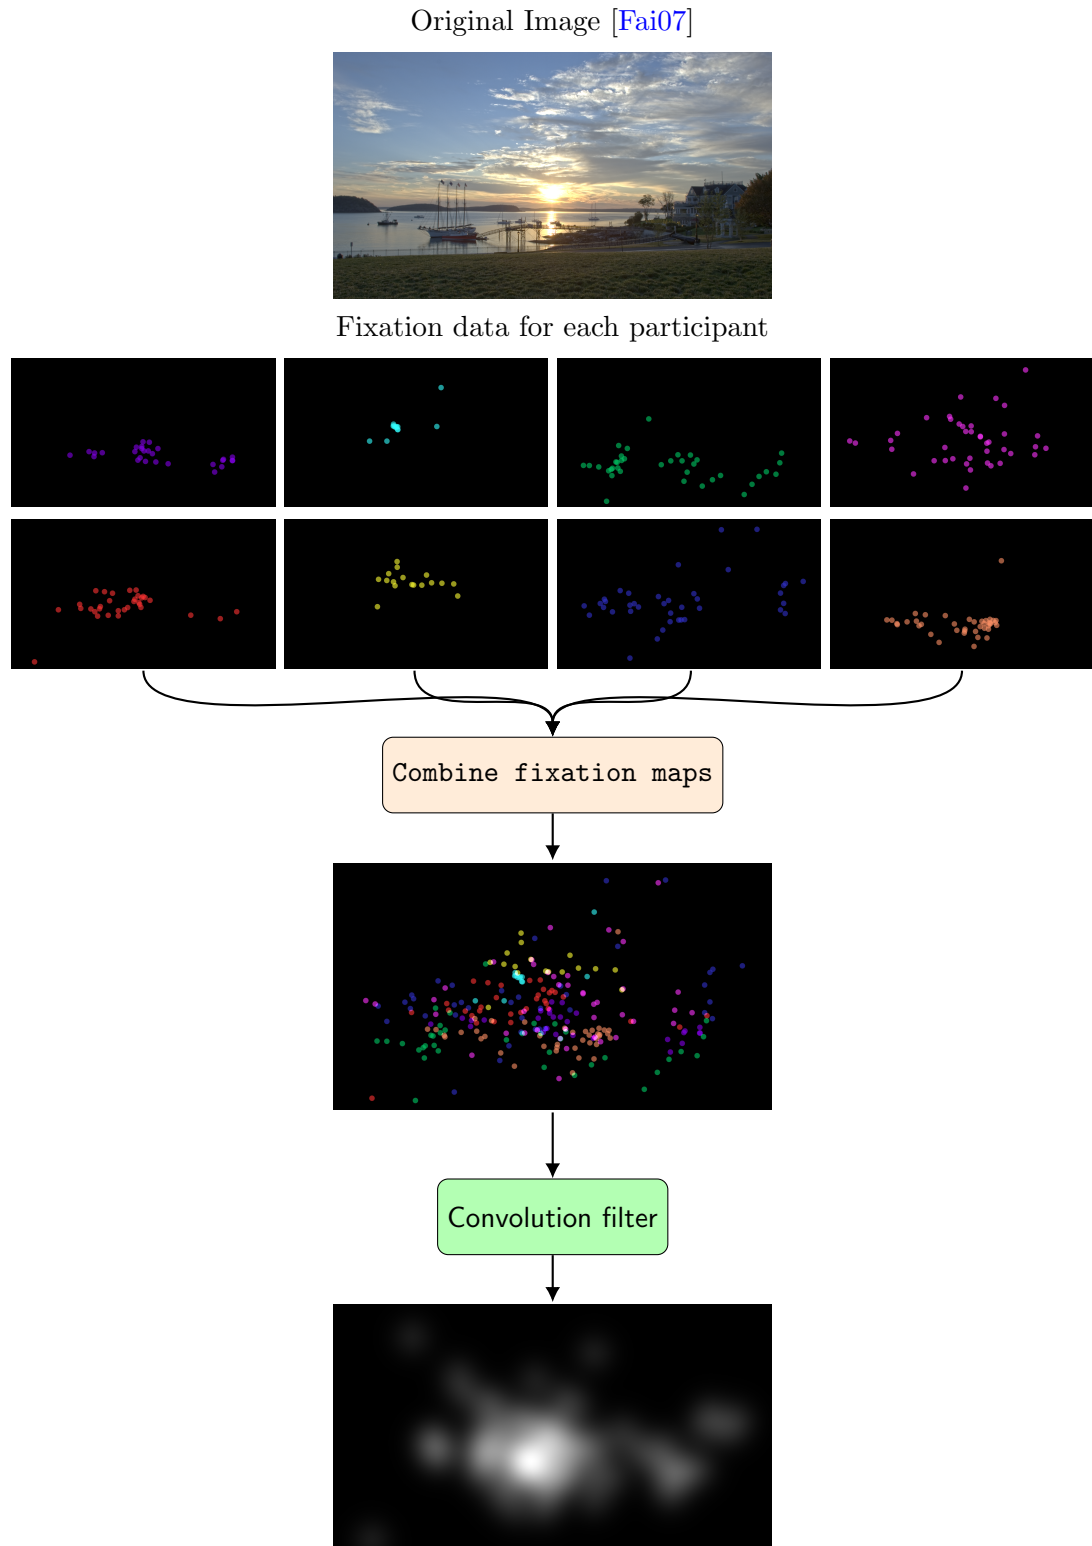 Original Image [Fai07]
Fixation data for each participant
Combine fixation maps
Convolution filter